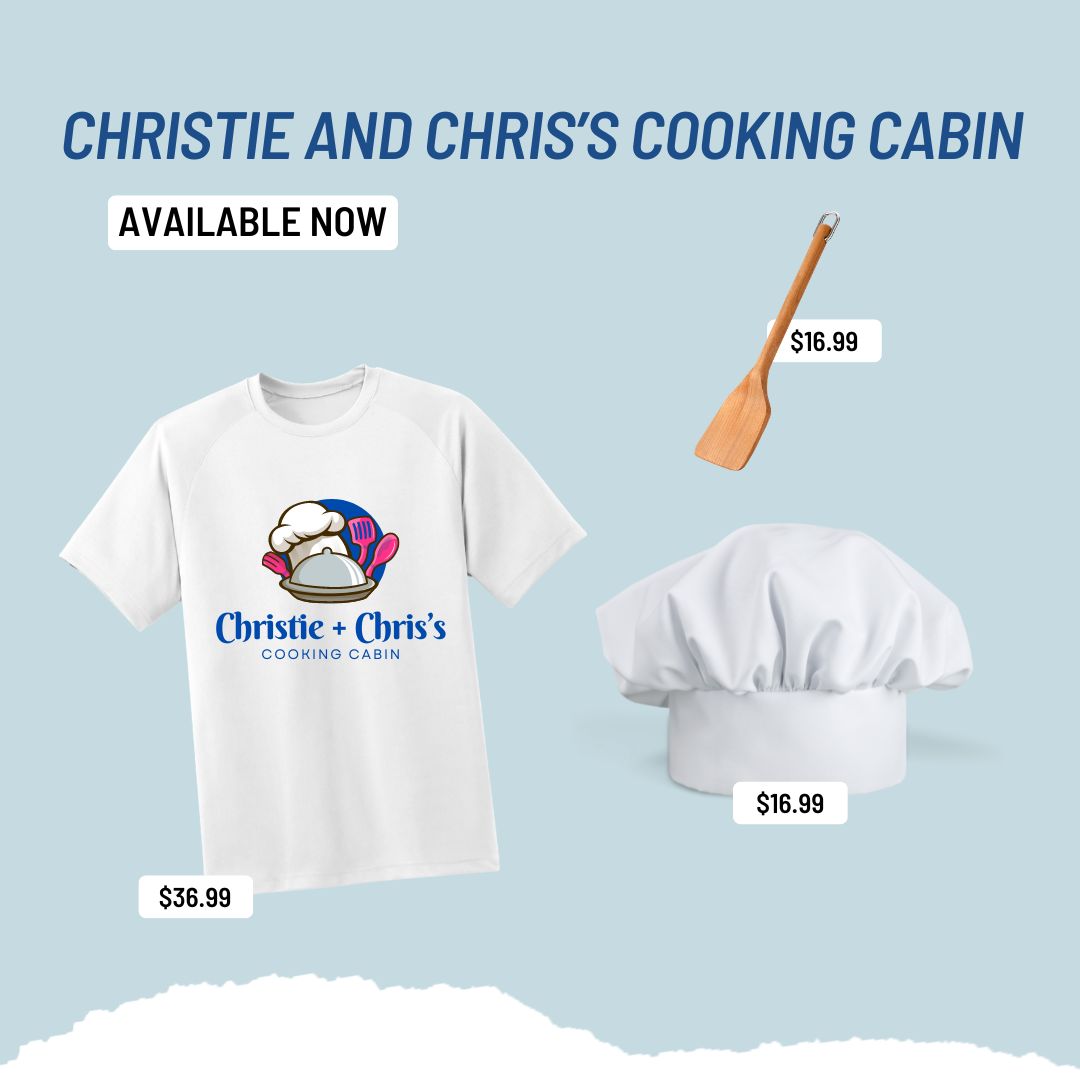 CHRISTIE AND CHRIS’S COOKING CABIN
AVAILABLE NOW
$16.99
Christie + Chris’s
COOKING CABIN
$16.99
$36.99